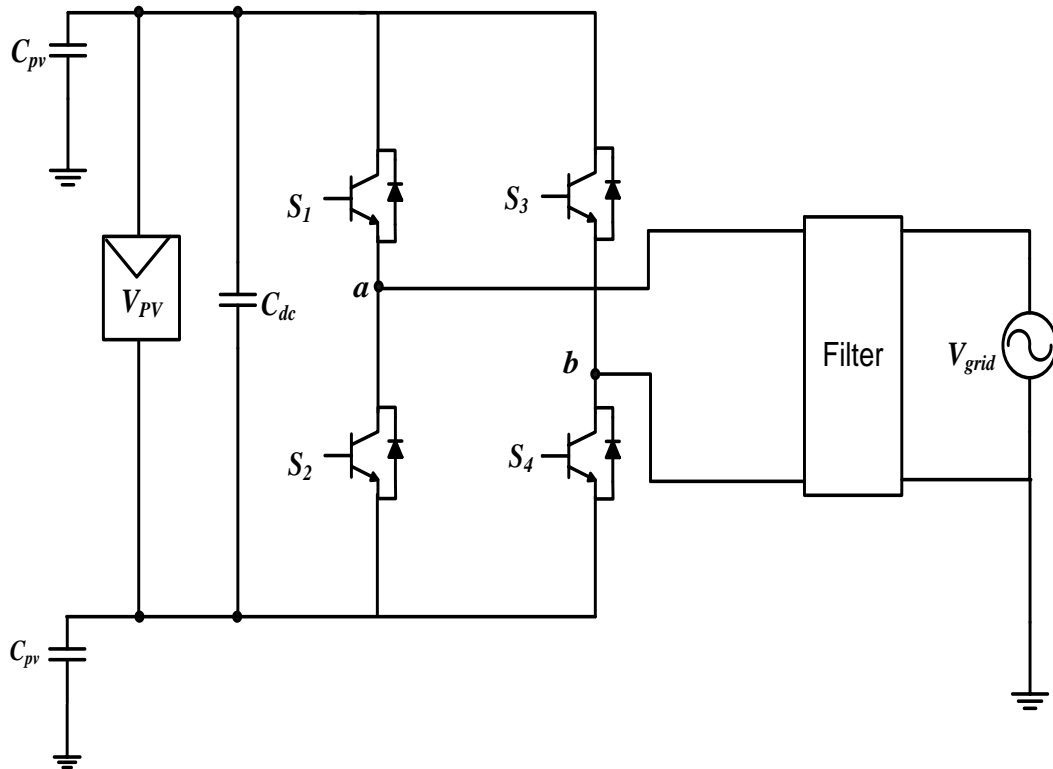 C_pv
S_1
S_3
a
V_PV
C_dc
Filter
V_grid
b
S_2
S_4
C_pv